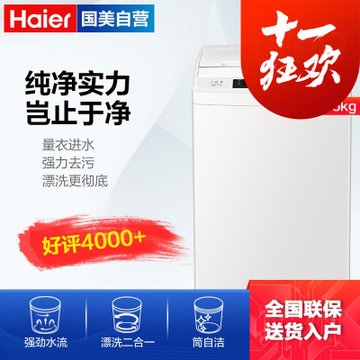 Haier 国美自营
十一
狂欢
纯净实力
岂止于净
量衣进水
强力去污
漂洗更彻底
kg
好评4000+
强劲水流
漂洗二合一
筒自洁
全国联保
送货入户